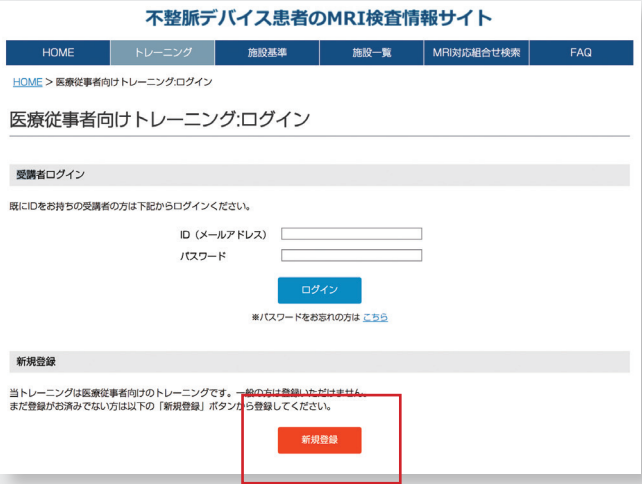 不整脈デバイス患者のMRI検査情報サイト
HOME トレーニング 施設基準 施設一覧 MRI対応組合せ検索 FAQ
HOME > 医療従事者向けトレーニング:ログイン
医療従事者向けトレーニング:ログイン
受講者ログイン
既にIDをお持ちの受講者の方は下記からログインください。
ID（メールアドレス）
パスワード
ログイン
※パスワードをお忘れの方は こちら
新規登録
当トレーニングは医療従事者向けのトレーニングです。一般の方は登録いただけません。
まだ登録がお済みでない方は以下の「新規登録」ボタンから登録してください。
新規登録